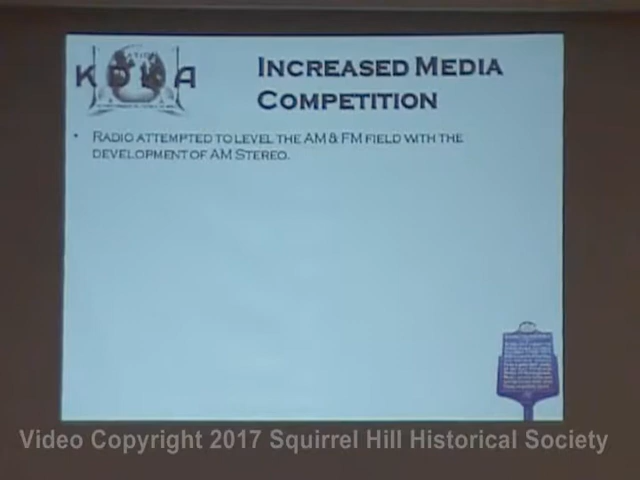 KDKA
INCREASED MEDIA
COMPETITION
• RADIO ATTEMPTED TO LEVEL THE AM & FM FIELD WITH THE
DEVELOPMENT OF AM STEREO.
Video Copyright 2017 Squirrel Hill Historical Society